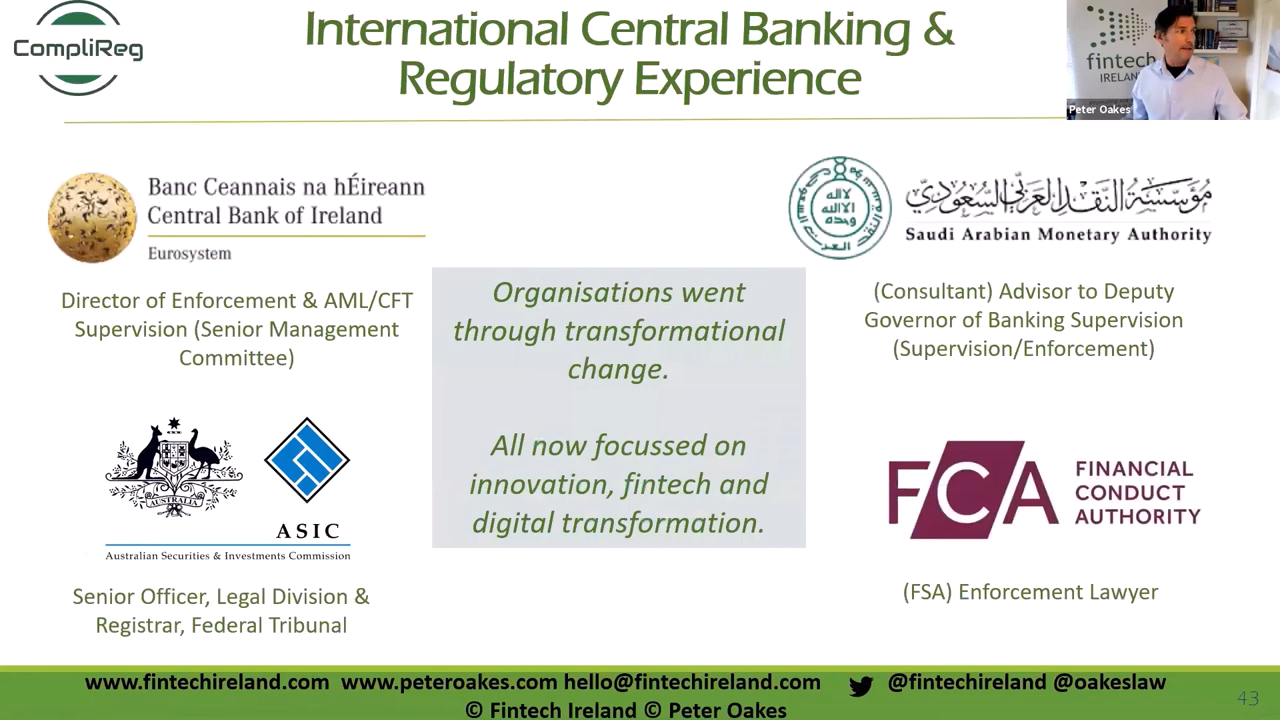 CompliReg
International Central Banking &
Regulatory Experience
fintech
IRELAND
Peter Oakes
Banc Ceannais na hÉireann
Central Bank of Ireland
Eurosystem
Director of Enforcement & AML/CFT
Supervision (Senior Management
Committee)
مؤسسة النقد العربي السعودي
Saudi Arabian Monetary Authority
(Consultant) Advisor to Deputy
Governor of Banking Supervision
(Supervision/Enforcement)
Organisations went
through transformational
change.
All now focussed on
innovation, fintech and
digital transformation.
AUSTRALIA
ASIC
Australian Securities & Investments Commission
Senior Officer, Legal Division &
Registrar, Federal Tribunal
FCA
FINANCIAL
CONDUCT
AUTHORITY
(FSA) Enforcement Lawyer
www.fintechireland.com www.peteroakes.com hello@fintechireland.com @fintechireland @oakeslaw
© Fintech Ireland © Peter Oakes
43